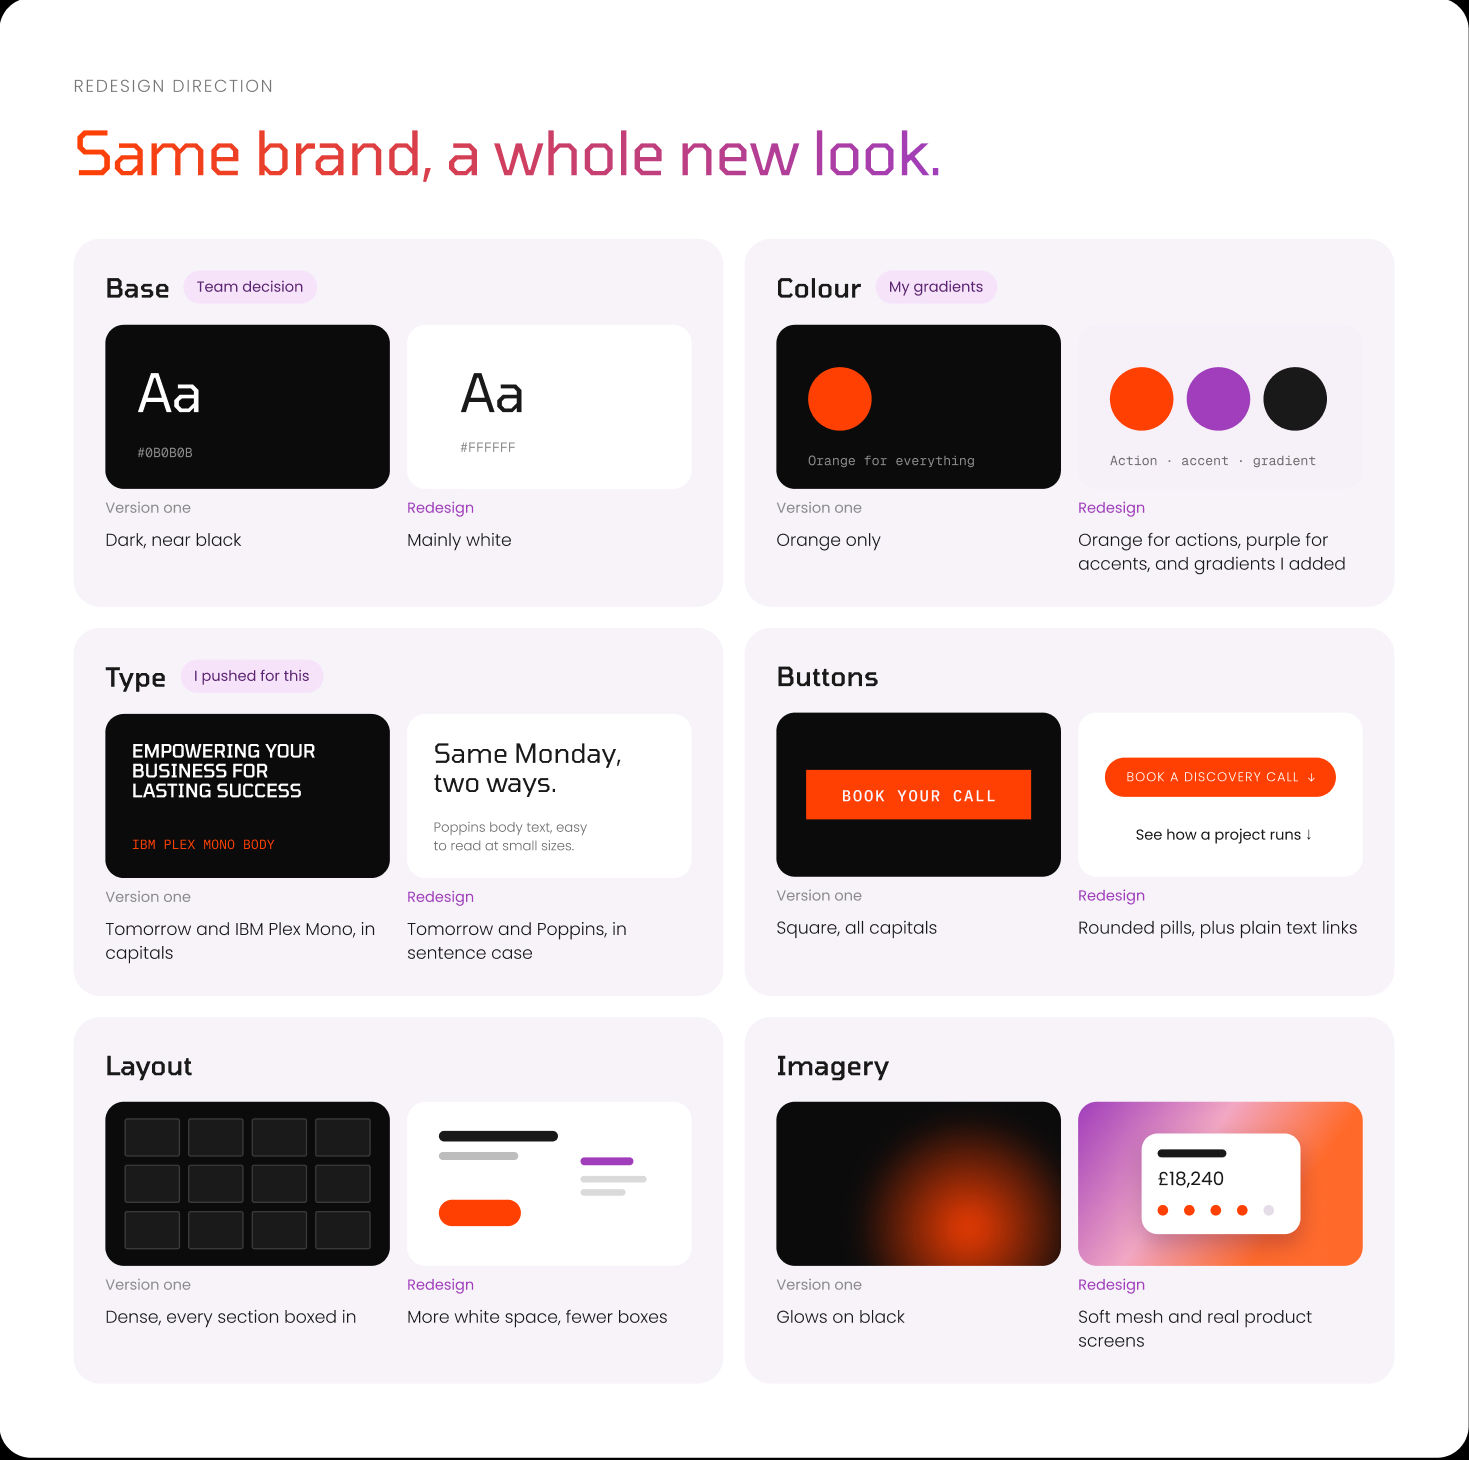 REDESIGN DIRECTION
Same brand, a whole new look.
Base
Team decision
Aa
#0B0B0B
Version one
Dark, near black
Aa
#FFFFFF
Redesign
Mainly white
Colour
My gradients
Orange for everything
Version one
Orange only
Action · accent · gradient
Redesign
Orange for actions, purple for
accents, and gradients I added
Type
I pushed for this
EMPOWERING YOUR
BUSINESS FOR
LASTING SUCCESS
IBM PLEX MONO BODY
Version one
Tomorrow and IBM Plex Mono, in
capitals
Same Monday,
two ways.
Poppins body text, easy
to read at small sizes.
Redesign
Tomorrow and Poppins, in
sentence case
Buttons
BOOK YOUR CALL
Version one
Square, all capitals
BOOK A DISCOVERY CALL ↓
See how a project runs ↓
Redesign
Rounded pills, plus plain text links
Layout
Version one
Dense, every section boxed in
Redesign
More white space, fewer boxes
Imagery
Version one
Glows on black
£18,240
Redesign
Soft mesh and real product
screens